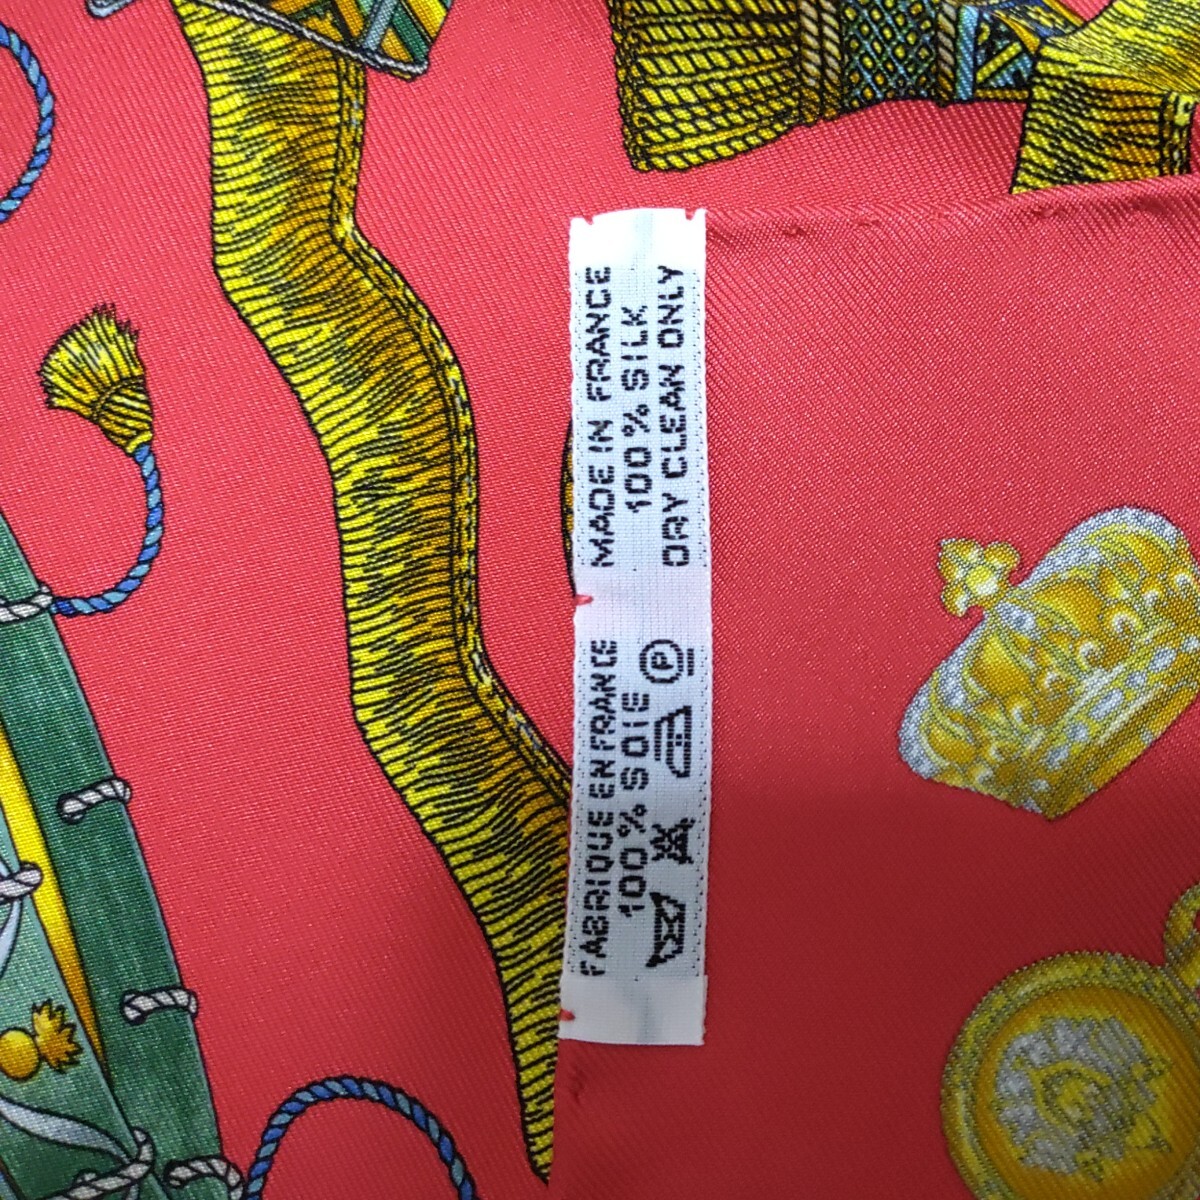 MADE IN FRANCE
100% SILK
DRY CLEAN ONLY
FABRIQUE EN FRANCE
100% SOIE
P